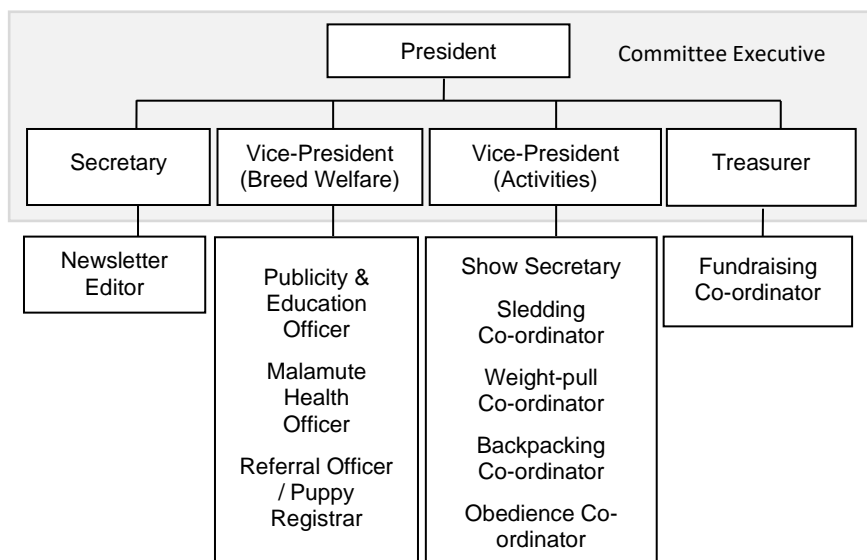 President
Committee Executive
Secretary
Vice-President
(Breed Welfare)
Vice-President
(Activities)
Treasurer
Newsletter
Editor
Publicity &
Education
Officer
Malamute
Health
Officer
Referral Officer
/ Puppy
Registrar
Show Secretary
Sledding
Co-ordinator
Weight-pull
Co-ordinator
Backpacking
Co-ordinator
Obedience Co-
ordinator
Fundraising
Co-ordinator